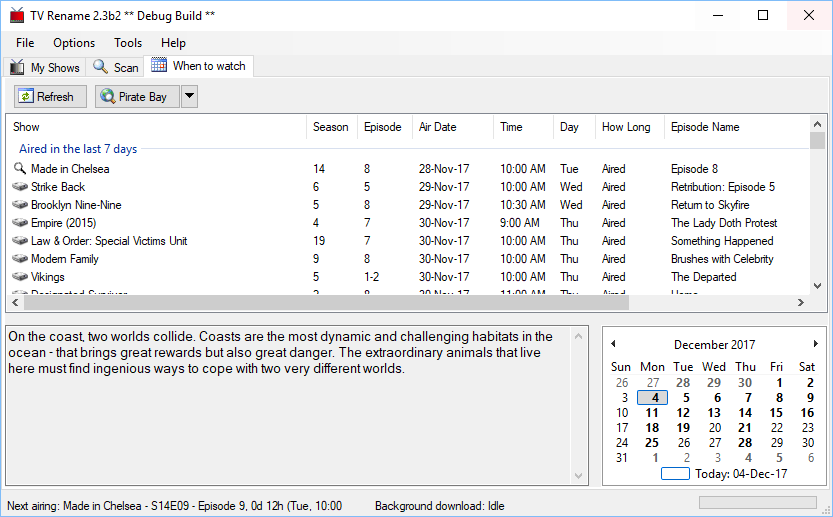 TV Rename 2.3b2 ** Debug Build **
File Options Tools Help
My Shows Scan When to watch
Refresh Pirate Bay
Show Season Episode Air Date Time Day How Long Episode Name
Aired in the last 7 days
Made in Chelsea 14 8 28-Nov-17 10:00 AM Tue Aired Episode 8
Strike Back 6 5 29-Nov-17 10:00 AM Wed Aired Retribution: Episode 5
Brooklyn Nine-Nine 5 8 29-Nov-17 10:30 AM Wed Aired Return to Skyfire
Empire (2015) 4 7 30-Nov-17 9:00 AM Thu Aired The Lady Doth Protest
Law & Order: Special Victims Unit 19 7 30-Nov-17 10:00 AM Thu Aired Something Happened
Modern Family 9 8 30-Nov-17 10:00 AM Thu Aired Brushes with Celebrity
Vikings 5 1-2 30-Nov-17 10:00 AM Thu Aired The Departed
On the coast, two worlds collide. Coasts are the most dynamic and challenging habitats in the
ocean - that brings great rewards but also great danger. The extraordinary animals that live
here must find ingenious ways to cope with two very different worlds.
December 2017
Sun Mon Tue Wed Thu Fri Sat
26 27 28 29 30 1 2
3 4 5 6 7 8 9
10 11 12 13 14 15 16
17 18 19 20 21 22 23
24 25 26 27 28 29 30
31 1 2 3 4 5 6
Today: 04-Dec-17
Next airing: Made in Chelsea - S14E09 - Episode 9, 0d 12h (Tue, 10:00 Background download: Idle